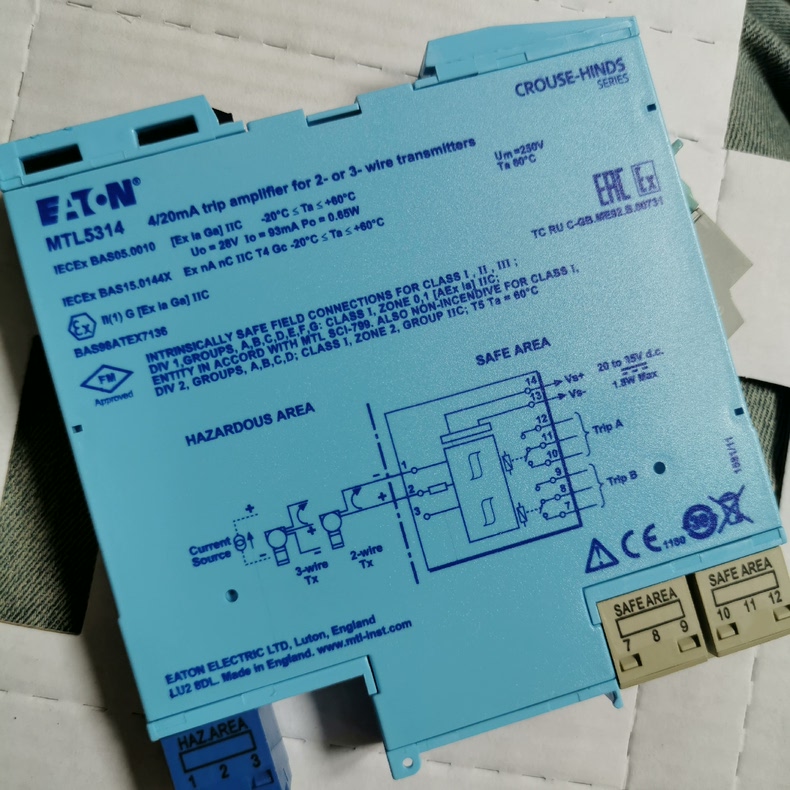 CROUSE-HINDS
SERIES
EATON®
4/20mA trip amplifier for 2- or 3- wire transmitters
Um =250V
Ta 60°C
MTL5314
IECEx BAS05.0010 [Ex ia Ga] IIC -20°C ≤ Ta ≤ +60°C
Uo = 28V Io = 93mA Po = 0.65W
IECEx BAS15.0144X Ex nA nC IIC T4 Gc -20°C ≤ Ta ≤ +60°C
EAC Ex
TC RU C-GB.ME92.B.00731
Ex II(1) G [Ex ia Ga] IIC
BAS98ATEX7136
INTRINSICALLY SAFE FIELD CONNECTIONS FOR CLASS I, II, III;
DIV 1,GROUPS, A,B,C,D,E,F,G: CLASS I, ZONE 0,1 [AEx ia] IIC;
ENTITY IN ACCORD WITH MTL SCI-799. ALSO NON-INCENDIVE FOR CLASS I,
DIV 2, GROUPS, A,B,C,D; CLASS I, ZONE 2, GROUP IIC; T5 Ta = 60°C
FM
Approved
HAZARDOUS AREA
SAFE AREA
14
Vs+
20 to 35V d.c.
13
Vs-
1.8W Max
12
11
Trip A
10
9
8
Trip B
7
1
-
2
+
3
+
Current
Source
-
+
-
3-wire
Tx
2-wire
Tx
CE 1180
EATON ELECTRIC LTD, Luton, England
LU2 8DL. Made in England. www.mtl-inst.com
SAFE AREA
7 8 9
SAFE AREA
10 11 12
HAZ AREA
1 2 3